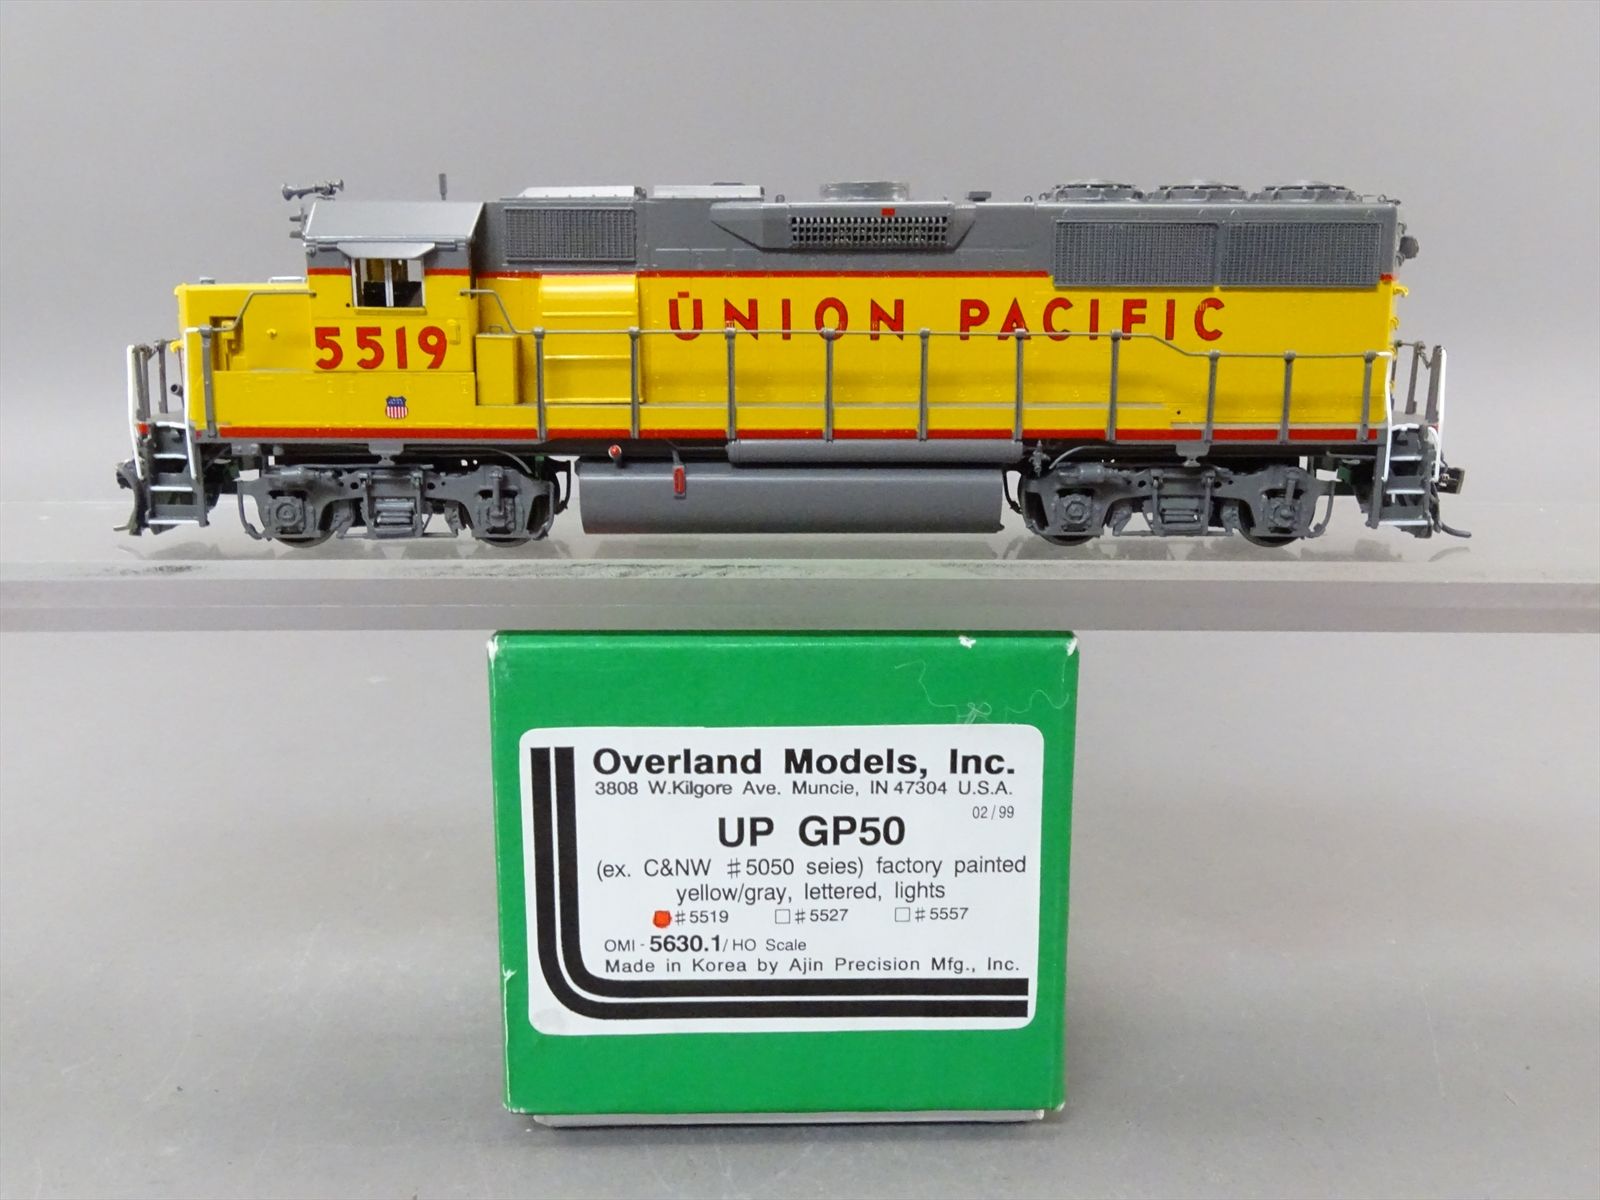 5519
UNION PACIFIC
Overland Models, Inc.
3808 W.Kilgore Ave. Muncie, IN 47304 U.S.A.
02/99
UP GP50
(ex. C&NW #5050 seies) factory painted
yellow/gray, lettered, lights
#5519 #5527 #5557
OMI-5630.1/HO Scale
Made in Korea by Ajin Precision Mfg., Inc.